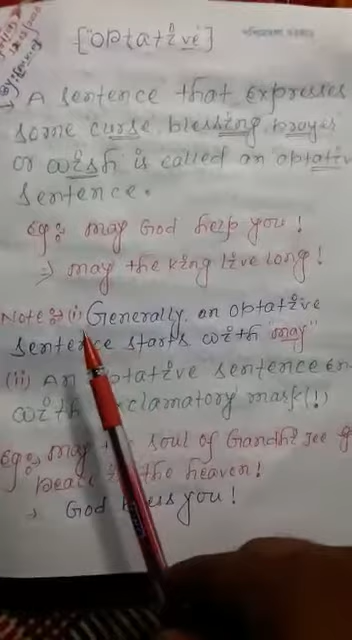 [Optative]
A sentence that expresses
some curse, blessing, prayer
or wish is called an optative
sentence.
Eg: may God help you!
⇒ may the king live long!
Note: (i) Generally, an optative
sentence starts with "may"
(ii) An optative sentence en
with exclamatory mark(!)
Eg: may soul of Gandhi Jee g
peace the heaven!
→ God bless you!